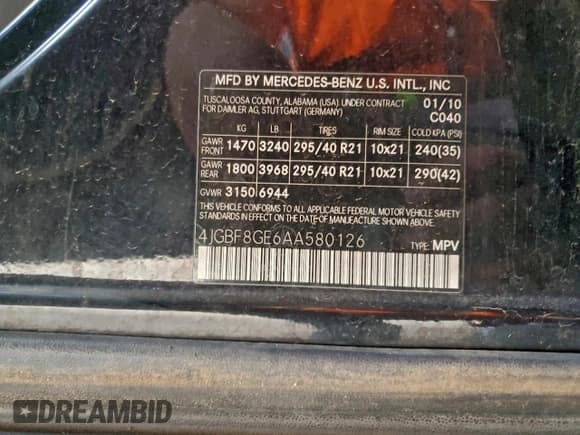 MFD BY MERCEDES-BENZ U.S. INTL., INC
TUSCALOOSA COUNTY, ALABAMA (USA) UNDER CONTRACT 01/10
FOR DAIMLER AG, STUTTGART (GERMANY) C040
KG LB TIRES RIM SIZE COLD KPA (PSI)
GAWR FRONT 1470 3240 295/40 R21 10x21 240(35)
GAWR REAR 1800 3968 295/40 R21 10x21 290(42)
GVWR 3150 6944
THIS VEHICLE CONFORMS TO ALL APPLICABLE FEDERAL MOTOR VEHICLE SAFETY
STANDARDS IN EFFECT ON THE DATE OF MANUFACTURE SHOWN ABOVE.
4JGBF8GE6AA580126 TYPE: MPV
DREAMBID